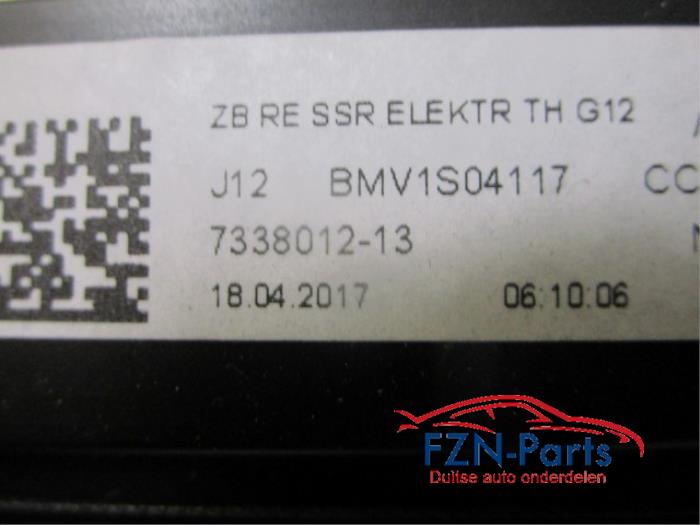 ZB RE SSR ELEKTR TH G12
J12 BMV1S04117 CC
7338012-13
18.04.2017 06:10:06
FZN-Parts
Duitse auto onderdelen